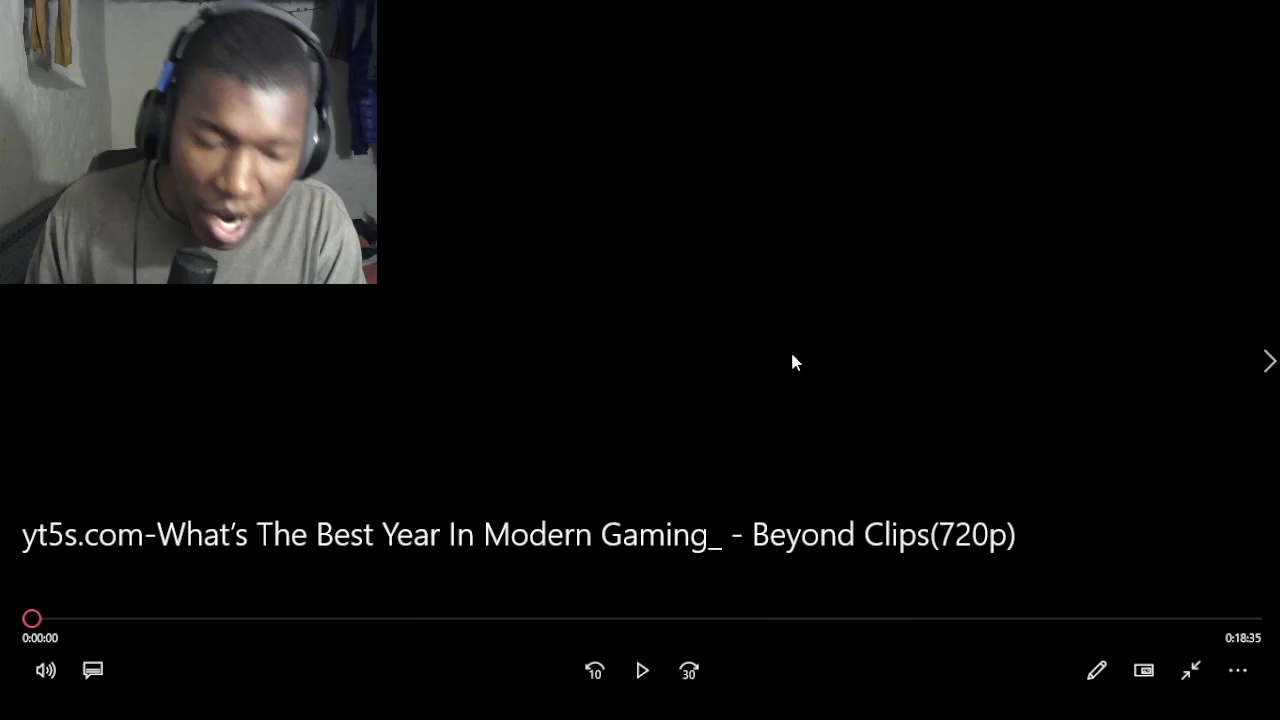 yt5s.com-What’s The Best Year In Modern Gaming_ - Beyond Clips(720p)
0:00:00
0:18:35
10
30